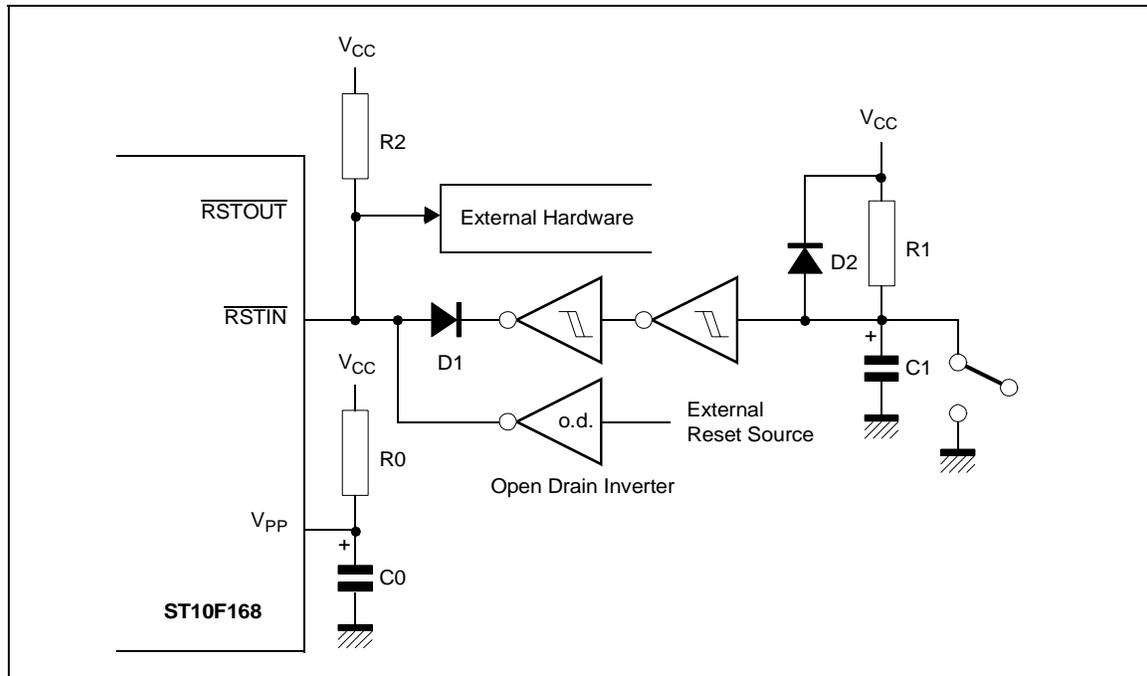 VCC
R2
VCC
RSTOUT
External Hardware
D2
R1
RSTIN
+
D1
C1
VCC
o.d.
External
Reset Source
R0
Open Drain Inverter
VPP
+
C0
ST10F168